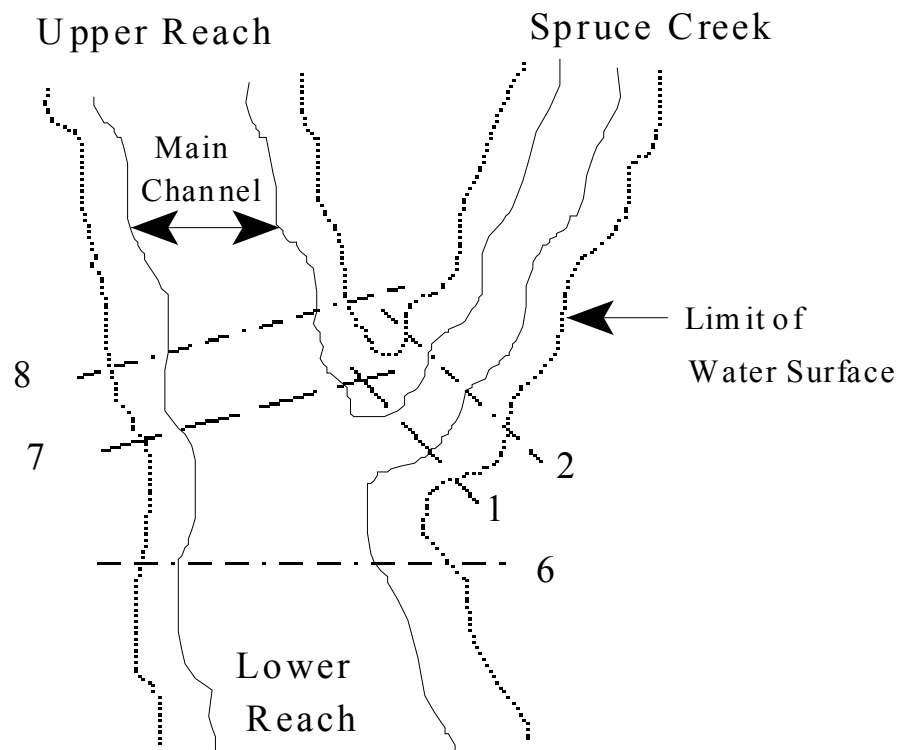 Upper Reach
Spruce Creek
Main
Channel
Limit of
Water Surface
8
7
2
1
6
Lower
Reach